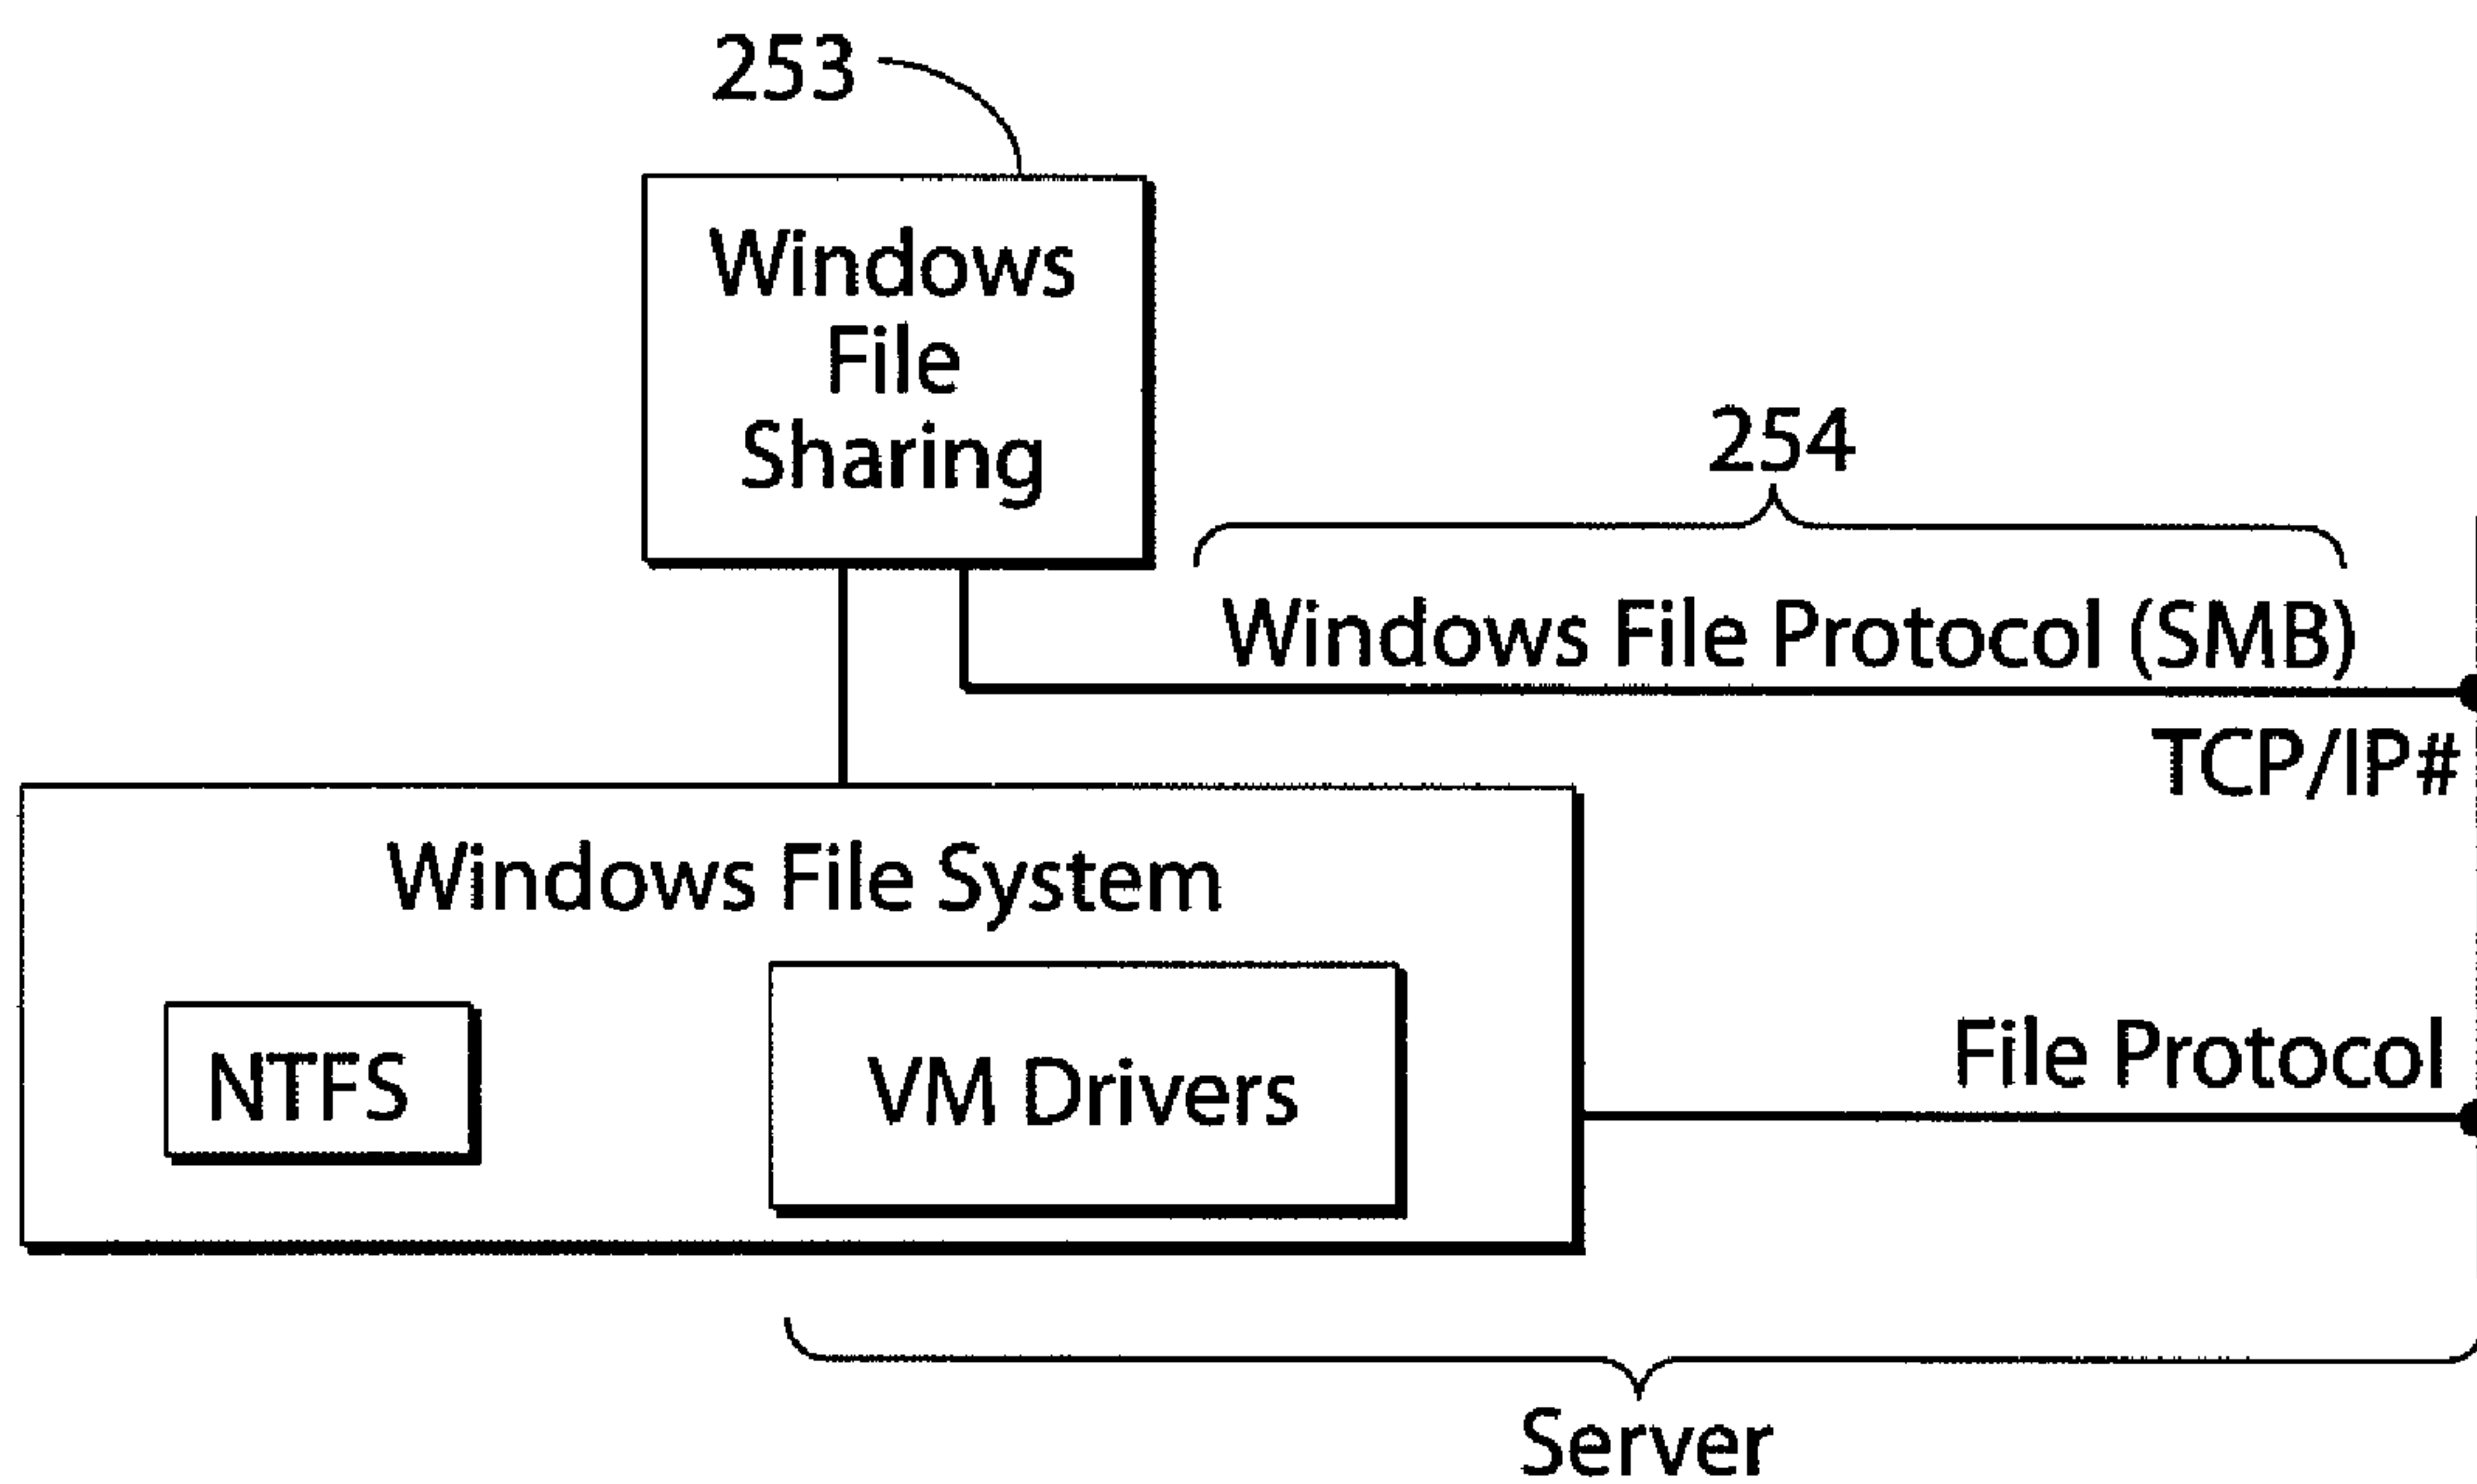 253
Windows
File
Sharing
254
Windows File Protocol (SMB)
TCP/IP#
Windows File System
NTFS
VM Drivers
File Protocol
Server